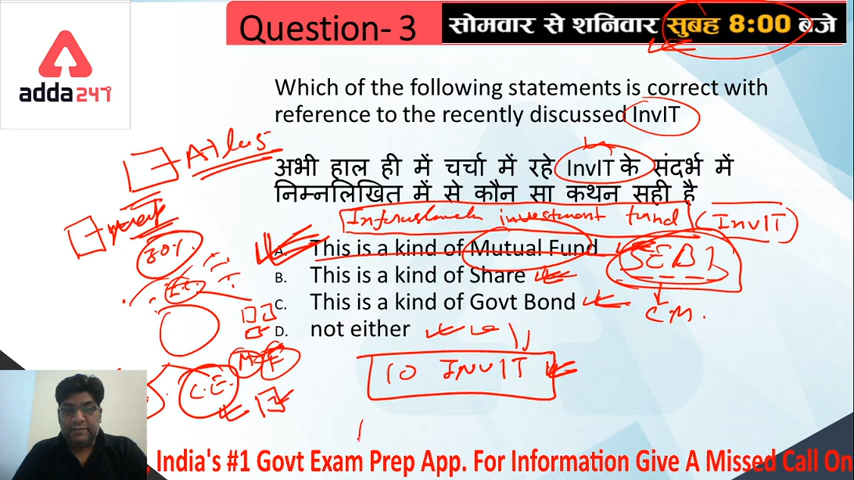 Question- 3
सोमवार से शनिवार सुबह 8:00 बजे
adda247
Which of the following statements is correct with
reference to the recently discussed InvIT
Atlas
अभी हाल ही में चर्चा में रहे InvIT के संदर्भ में
निम्नलिखित में से कौन सा कथन सही है
investment fund (InvIT)
A. This is a kind of Mutual Fund
SEBI
80%
B. This is a kind of Share
C. This is a kind of Govt Bond
C.M.
D. not either
M F
10 INVIT
C.E.
, India's #1 Govt Exam Prep App. For Information Give A Missed Call On